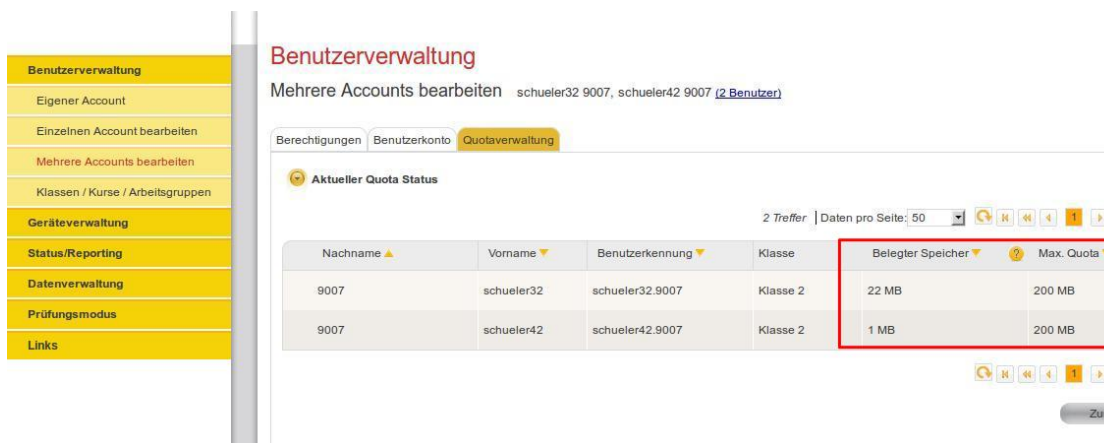 Benutzerverwaltung
Eigener Account
Einzelnen Account bearbeiten
Mehrere Accounts bearbeiten
Klassen / Kurse / Arbeitsgruppen
Geräteverwaltung
Status/Reporting
Datenverwaltung
Prüfungsmodus
Links
Benutzerverwaltung
Mehrere Accounts bearbeiten schueler32 9007, schueler42 9007 (2 Benutzer)
Berechtigungen Benutzerkonto Quotaverwaltung
Aktueller Quota Status
2 Treffer | Daten pro Seite: 50 1
Nachname Vorname Benutzerkennung Klasse Belegter Speicher ? Max. Quota
9007 schueler32 schueler32.9007 Klasse 2 22 MB 200 MB
9007 schueler42 schueler42.9007 Klasse 2 1 MB 200 MB
1